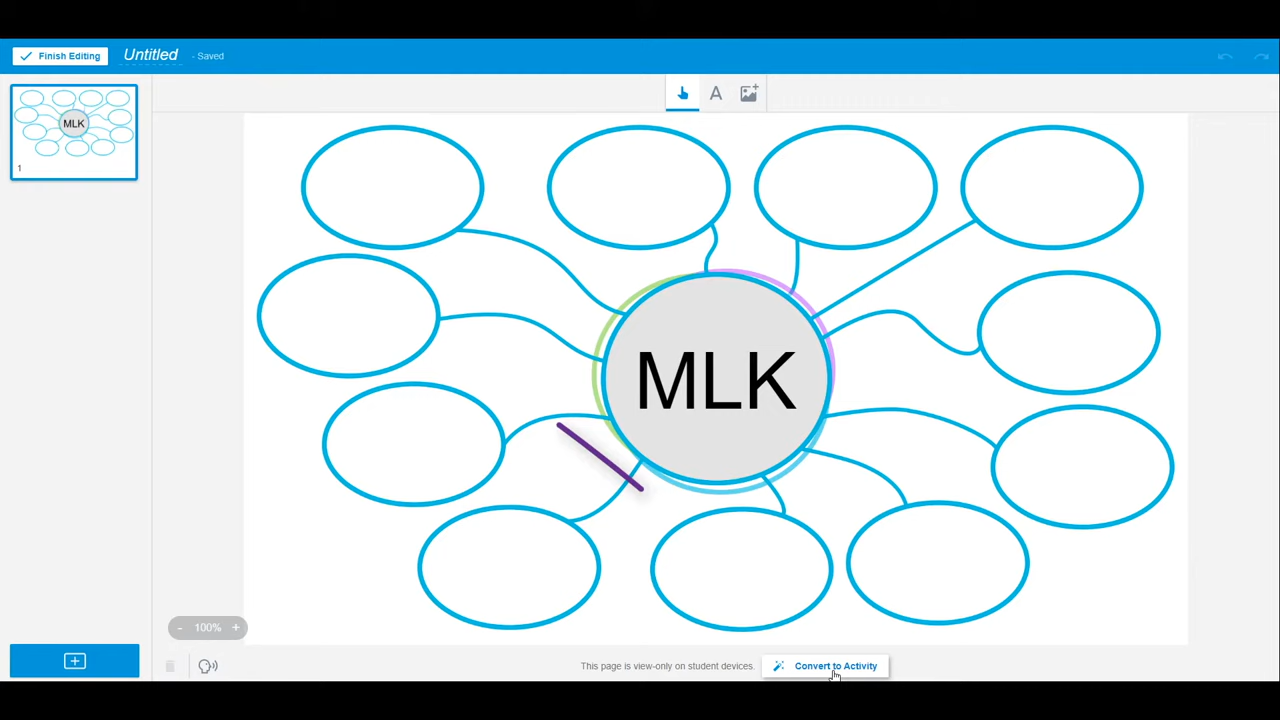 Finish Editing
Untitled
- Saved
A
MLK
1
MLK
- 100% +
This page is view-only on student devices.
Convert to Activity